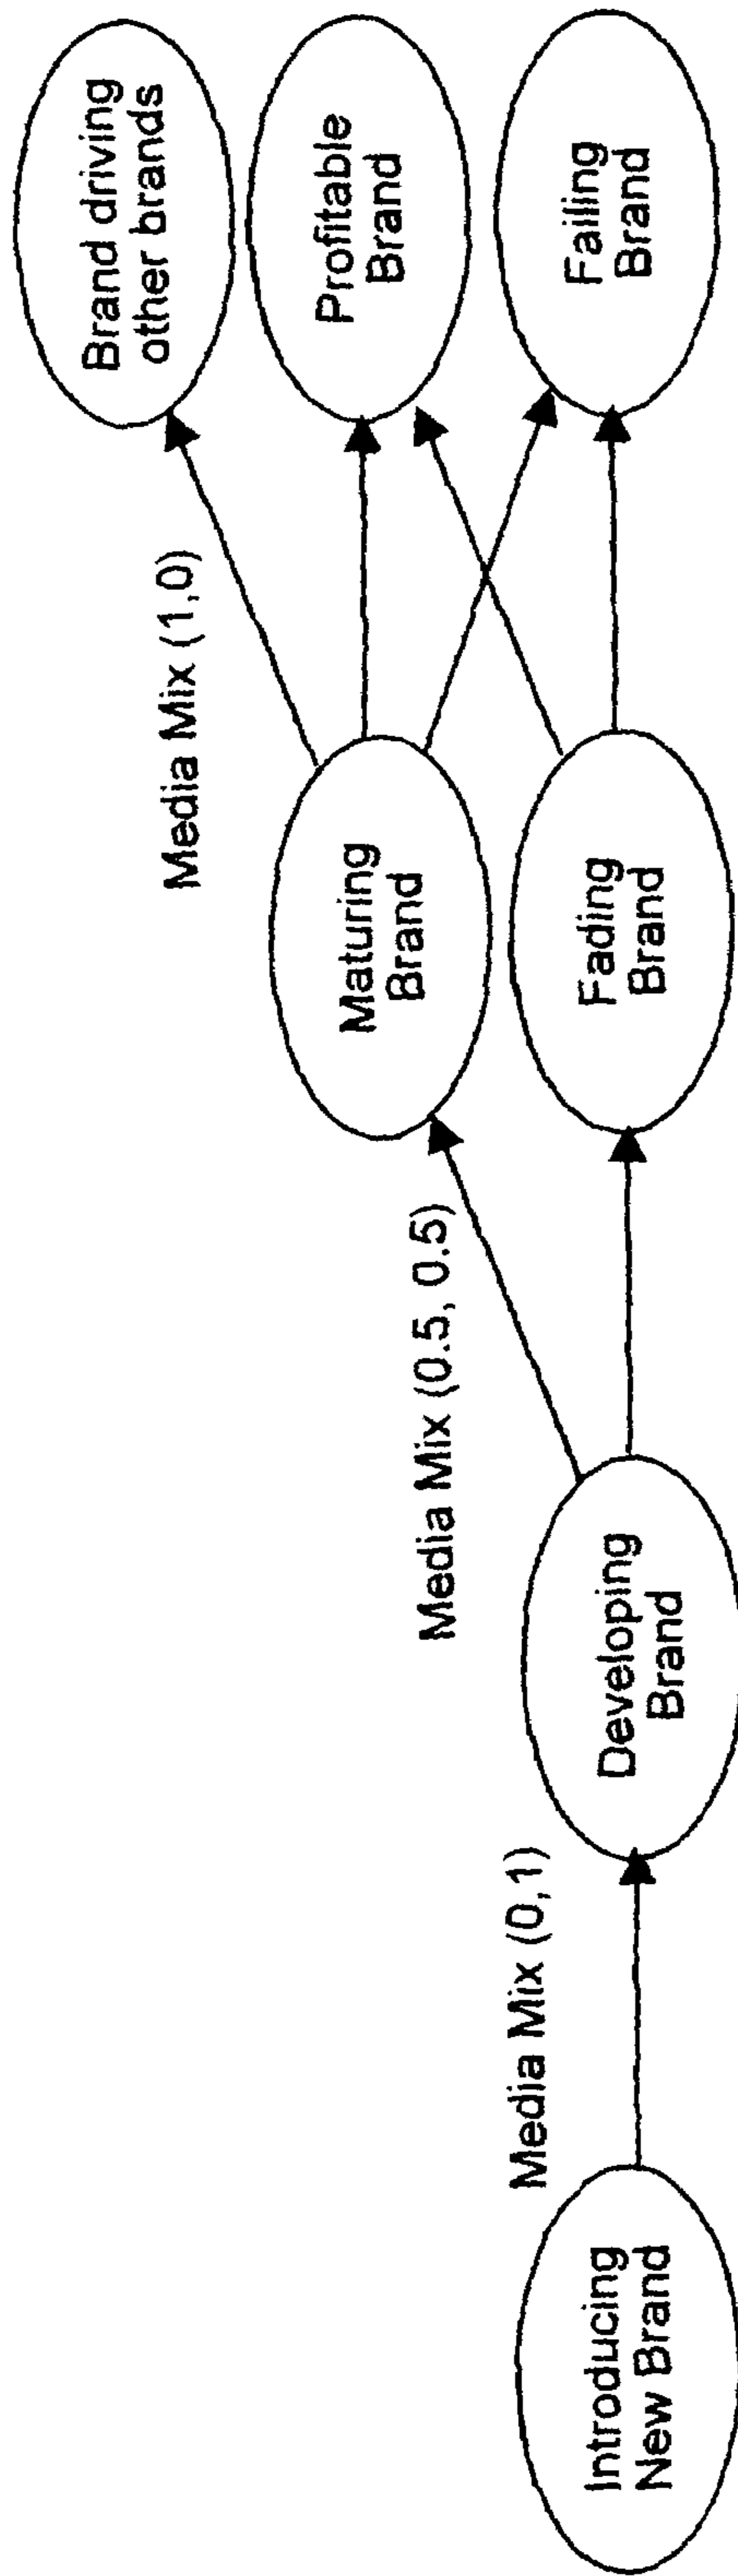 Introducing
New Brand
Media Mix (0,1)
Developing
Brand
Media Mix (0.5, 0.5)
Maturing
Brand
Fading
Brand
Media Mix (1,0)
Brand driving
other brands
Profitable
Brand
Failing
Brand